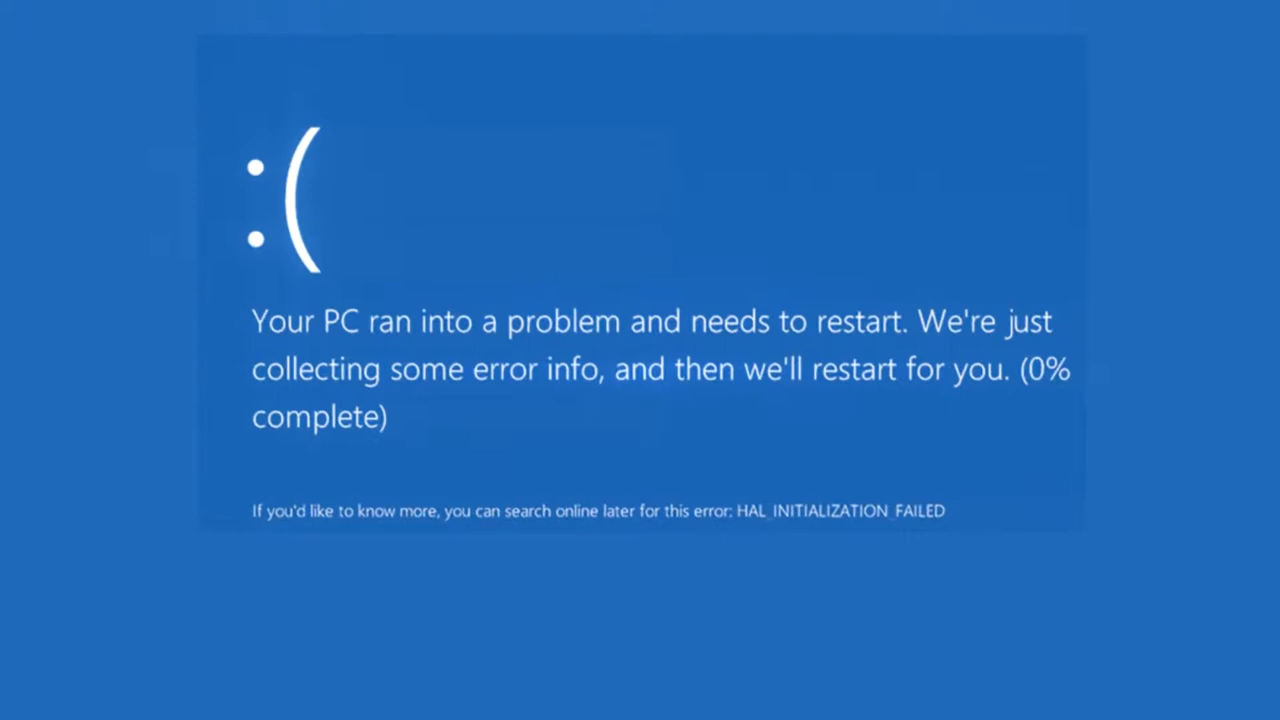 :(
Your PC ran into a problem and needs to restart. We're just
collecting some error info, and then we'll restart for you. (0%
complete)
If you'd like to know more, you can search online later for this error: HAL_INITIALIZATION_FAILED